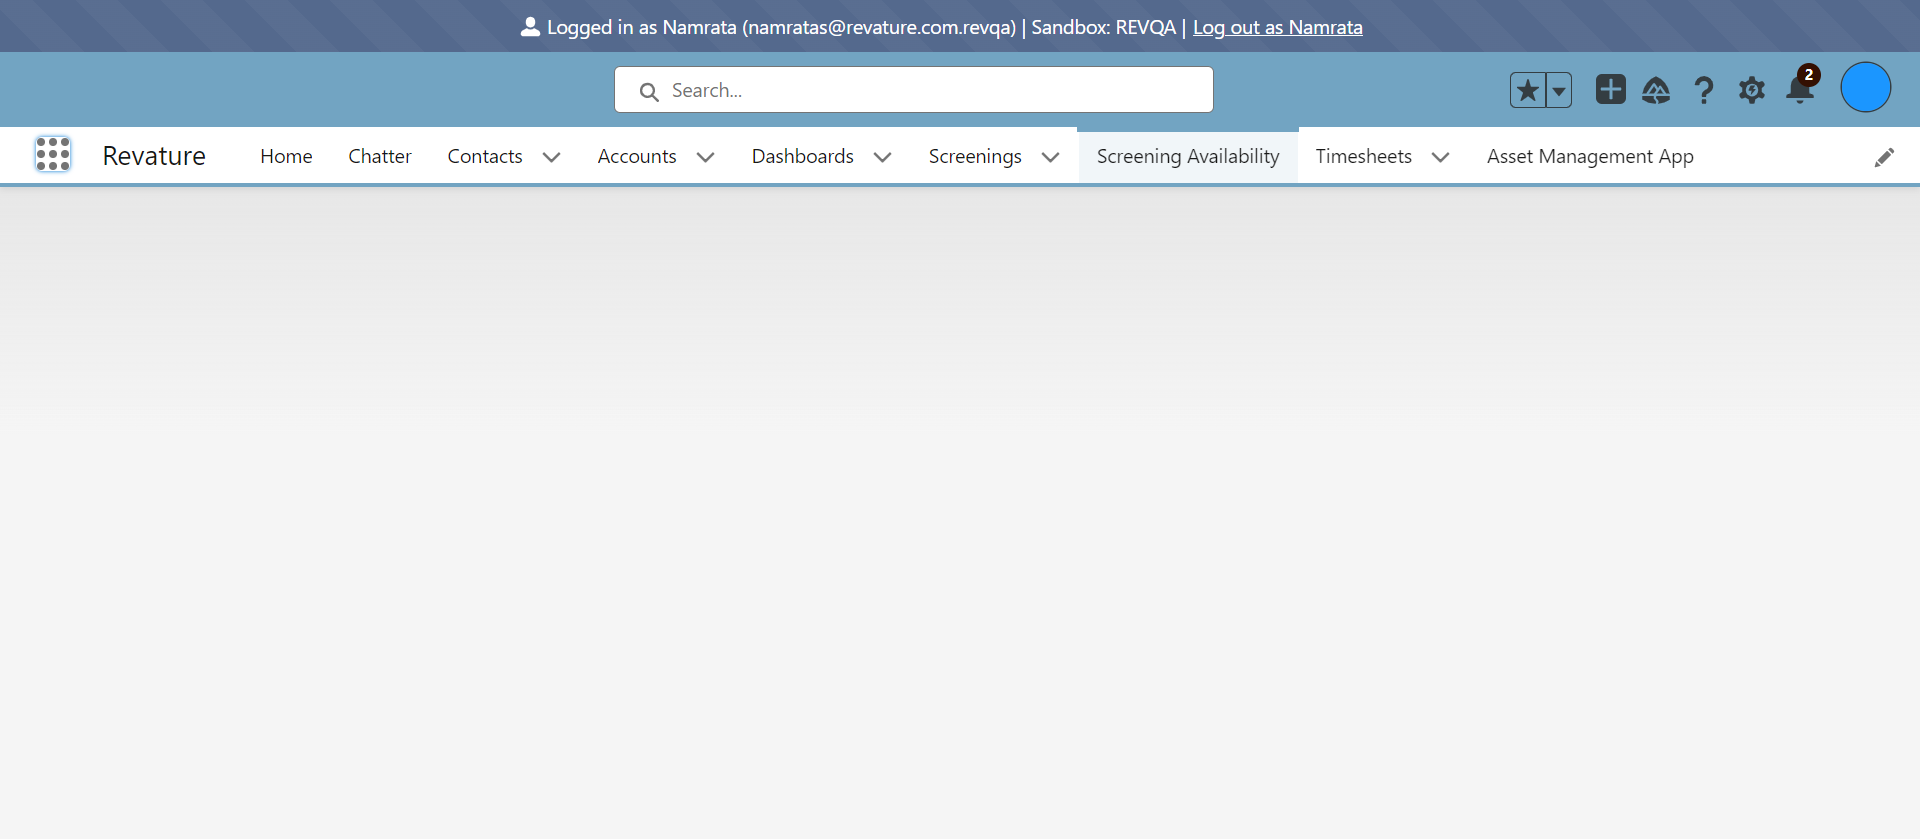 Logged in as Namrata (namratas@revature.com.revqa) | Sandbox: REVQA | Log out as Namrata
Search...
2
Revature Home Chatter Contacts Accounts Dashboards Screenings Screening Availability Timesheets Asset Management App